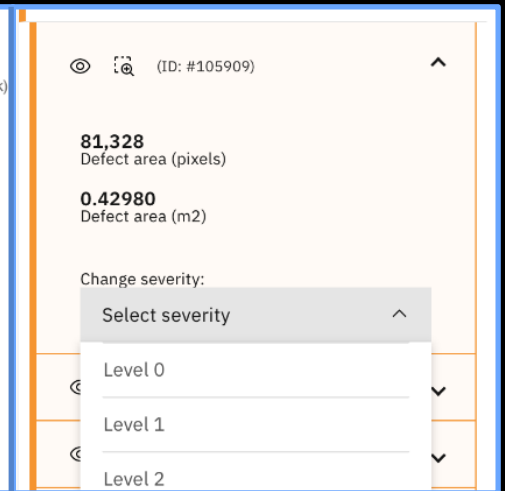 (ID: #105909)
81,328
Defect area (pixels)
0.42980
Defect area (m2)
Change severity:
Select severity
Level 0
Level 1
Level 2